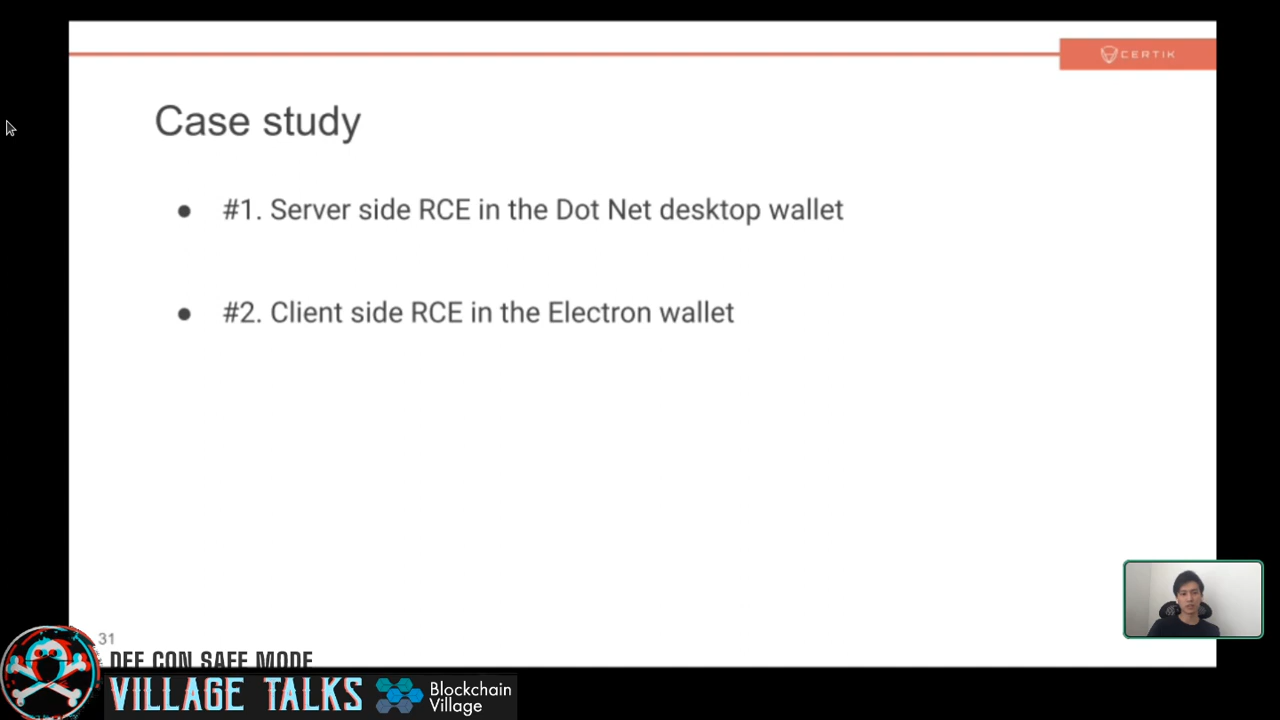 CERTIK
Case study
● #1. Server side RCE in the Dot Net desktop wallet
● #2. Client side RCE in the Electron wallet
31
DEF CON SAFE MODE
VILLAGE TALKS
Blockchain
Village